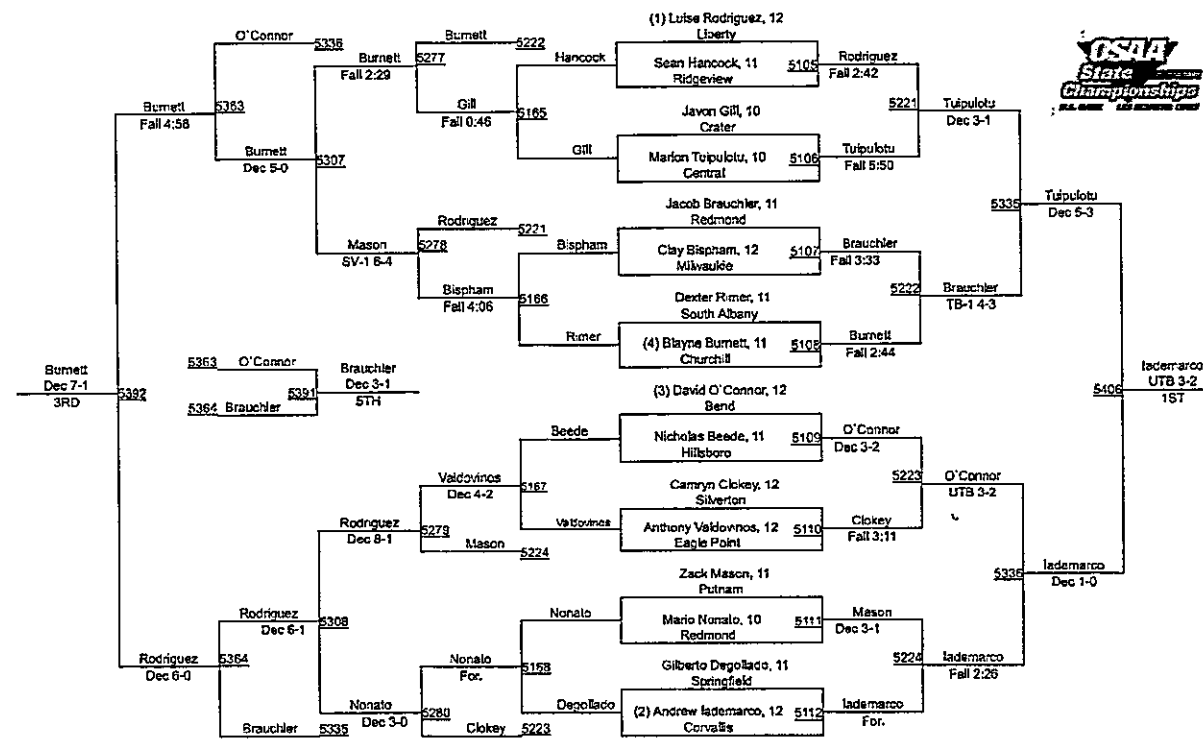 OSAA
State
Championships
(1) Luise Rodriguez, 12
Liberty
Sean Hancock, 11
Ridgeview
5105
Javon Gill, 10
Crater
Marlon Tuipulotu, 10
Central
5106
Jacob Brauchler, 11
Redmond
Clay Bispham, 12
Milwaukie
5107
Dexter Rimer, 11
South Albany
(4) Blayne Burnett, 11
Churchill
5108
(3) David O'Connor, 12
Bend
Nicholas Beede, 11
Hillsboro
5109
Camryn Clokey, 12
Silverton
Anthony Valdovnos, 12
Eagle Point
5110
Zack Mason, 11
Putnam
Mario Nonato, 10
Redmond
5111
Gilberto Degollado, 11
Springfield
(2) Andrew Iademarco, 12
Corvallis
5112
Rodriguez
Fall 2:42
5221
Tuipulotu
Fall 5:50
Brauchler
Fall 3:33
5222
Burnett
Fall 2:44
O'Connor
Dec 3-2
5223
Clokey
Fall 3:11
Mason
Dec 3-1
5224
Iademarco
For.
Tuipulotu
Dec 3-1
5335
Brauchler
TB-1 4-3
O'Connor
UTB 3-2
5336
Iademarco
Fall 2:26
Tuipulotu
Dec 5-3
5406
Iademarco
Dec 1-0
Iademarco
UTB 3-2
1ST
Hancock
5165
Gill
Bispham
5166
Rimer
Beede
5167
Valdovinos
Nonato
5168
Degollado
Burnett
5222
5277
Gill
Fall 0:46
Rodriguez
5221
5278
Bispham
Fall 4:06
Valdovinos
Dec 4-2
5279
Mason
5224
Nonato
For.
5280
Clokey
5223
Burnett
Fall 2:29
5307
Mason
SV-1 6-4
Rodriguez
Dec 8-1
5308
Nonato
Dec 3-0
O'Connor
5336
5363
Burnett
Dec 5-0
Rodriguez
Dec 6-1
5364
Brauchler
5335
Burnett
Fall 4:58
5392
Rodriguez
Dec 6-0
Burnett
Dec 7-1
3RD
5363
O'Connor
5391
5364
Brauchler
Brauchler
Dec 3-1
5TH